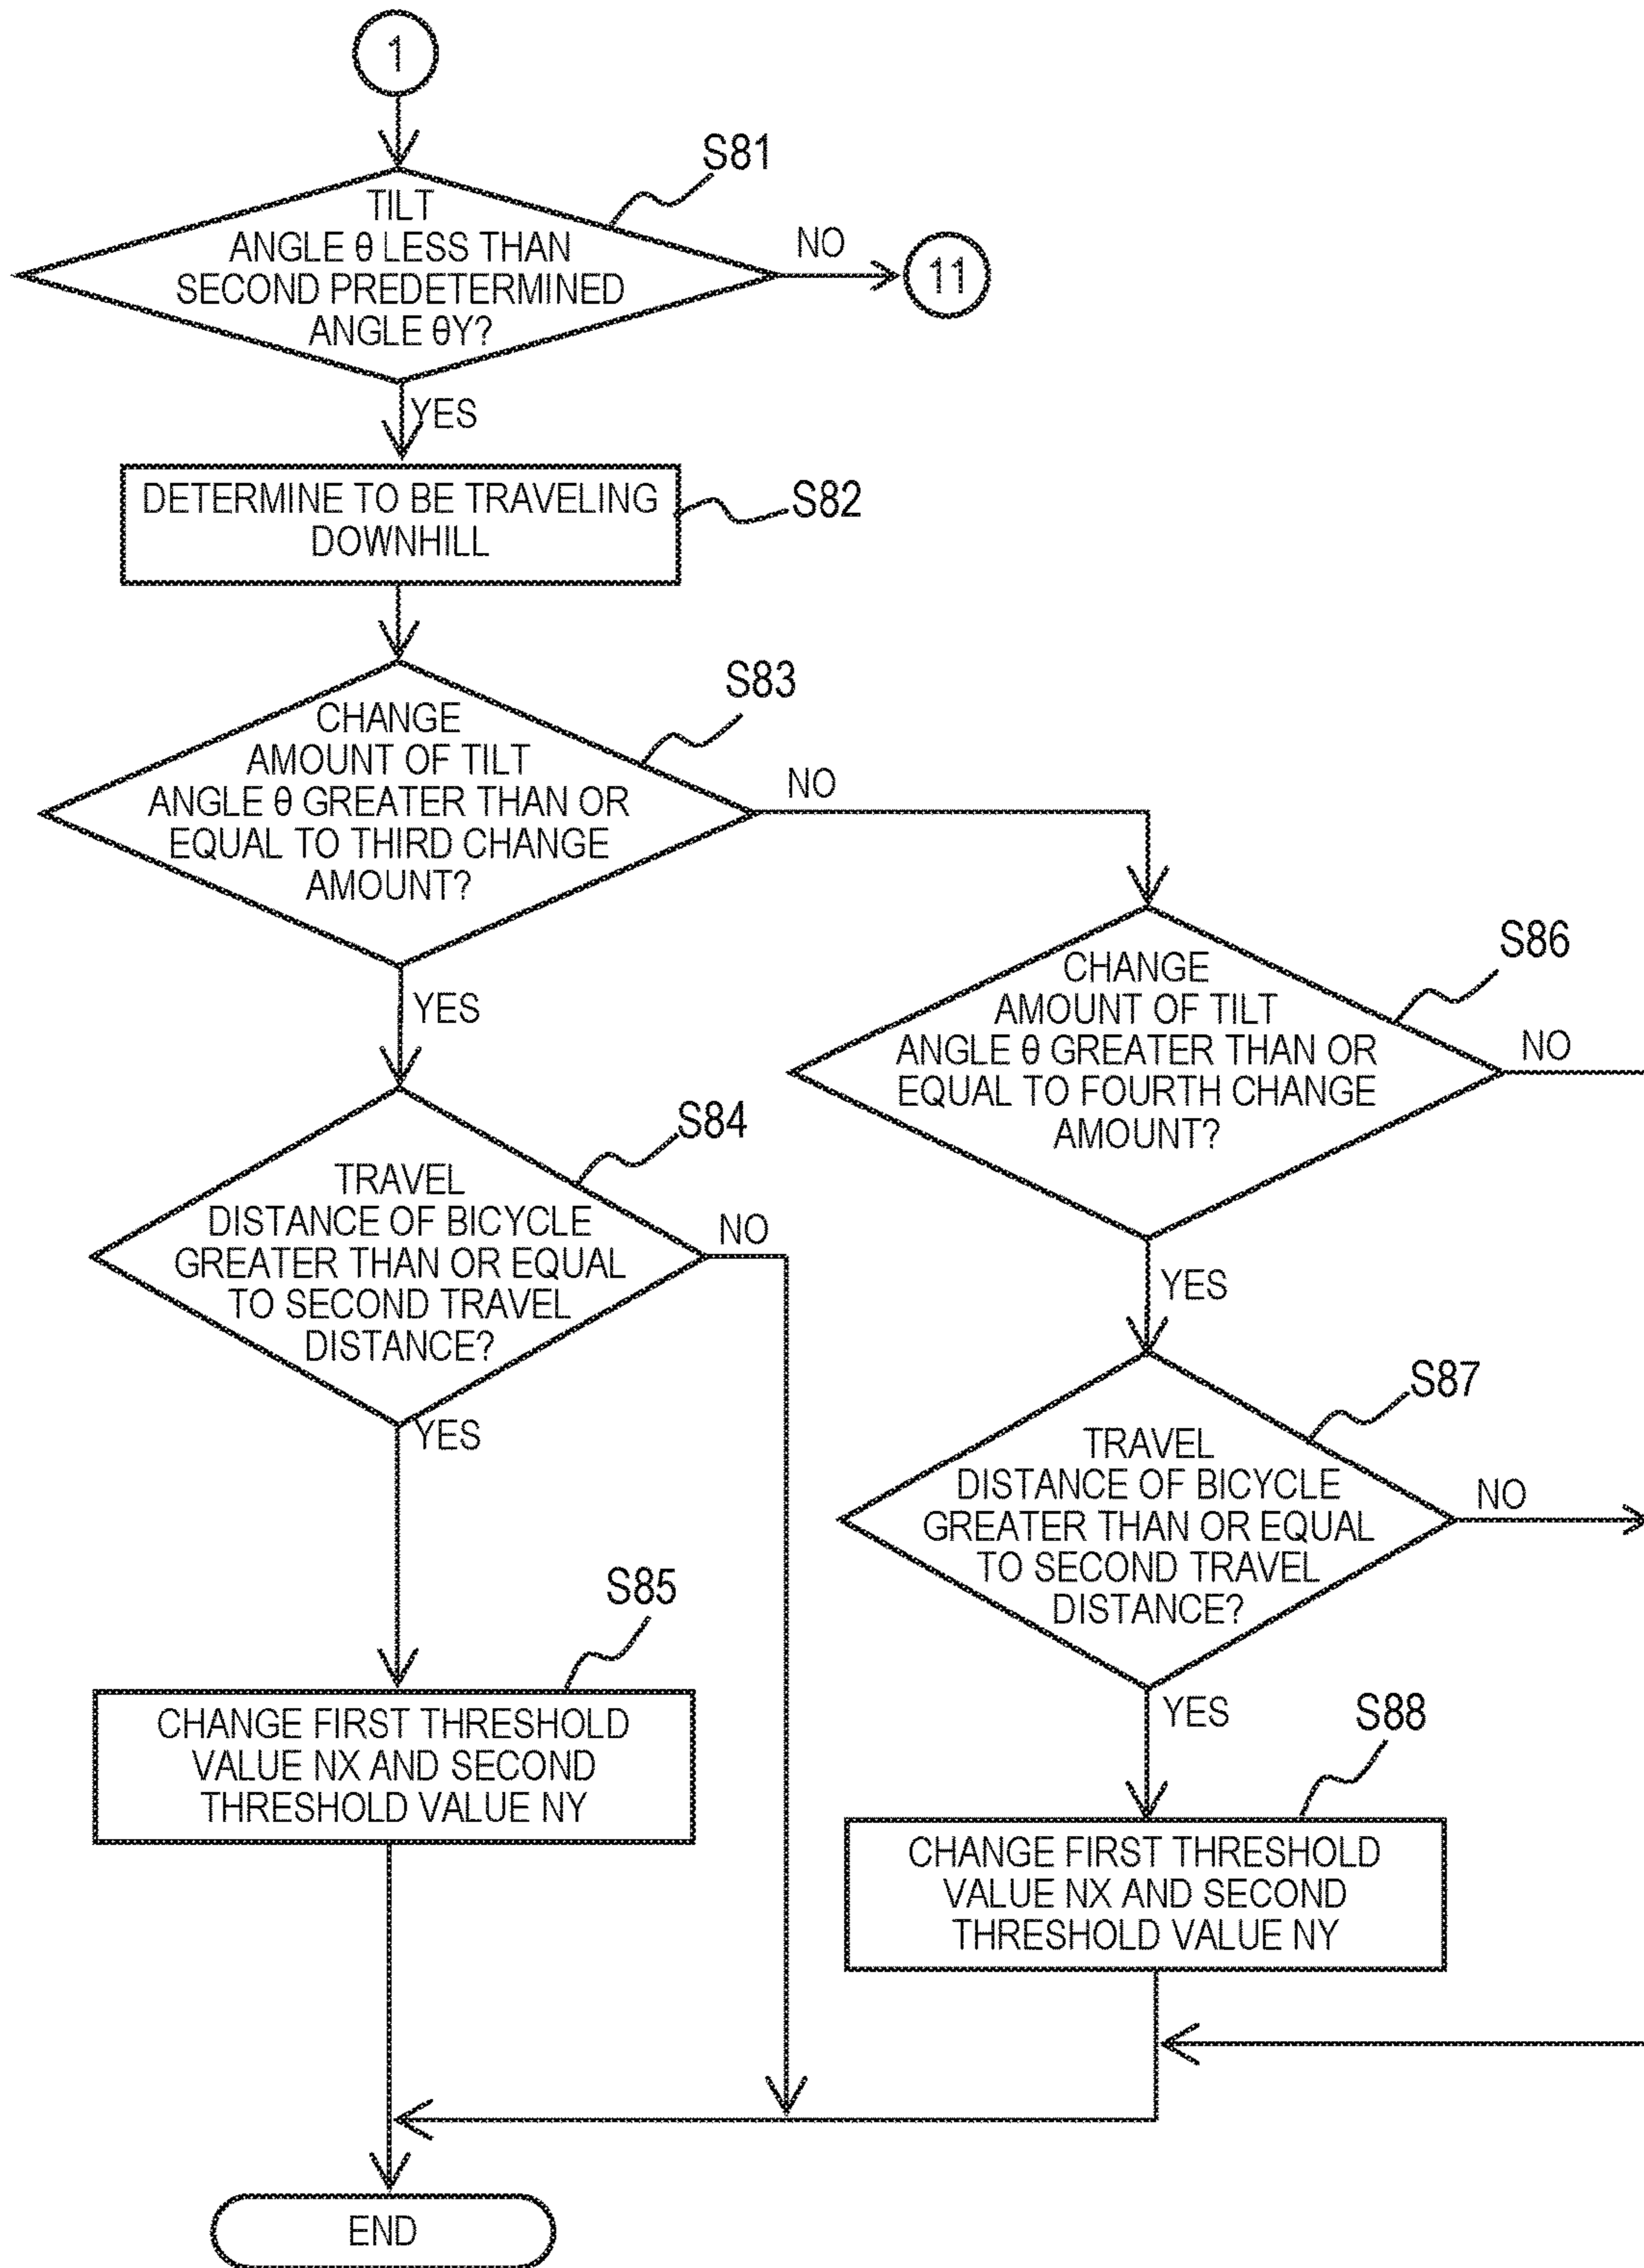 1
S81
TILT
ANGLE θ LESS THAN
SECOND PREDETERMINED
ANGLE θY?
NO
11
YES
DETERMINE TO BE TRAVELING
DOWNHILL
S82
S83
CHANGE
AMOUNT OF TILT
ANGLE θ GREATER THAN OR
EQUAL TO THIRD CHANGE
AMOUNT?
NO
YES
S86
CHANGE
AMOUNT OF TILT
ANGLE θ GREATER THAN OR
EQUAL TO FOURTH CHANGE
AMOUNT?
NO
YES
S84
TRAVEL
DISTANCE OF BICYCLE
GREATER THAN OR EQUAL
TO SECOND TRAVEL
DISTANCE?
NO
YES
S87
TRAVEL
DISTANCE OF BICYCLE
GREATER THAN OR EQUAL
TO SECOND TRAVEL
DISTANCE?
NO
YES
S85
CHANGE FIRST THRESHOLD
VALUE NX AND SECOND
THRESHOLD VALUE NY
S88
CHANGE FIRST THRESHOLD
VALUE NX AND SECOND
THRESHOLD VALUE NY
END